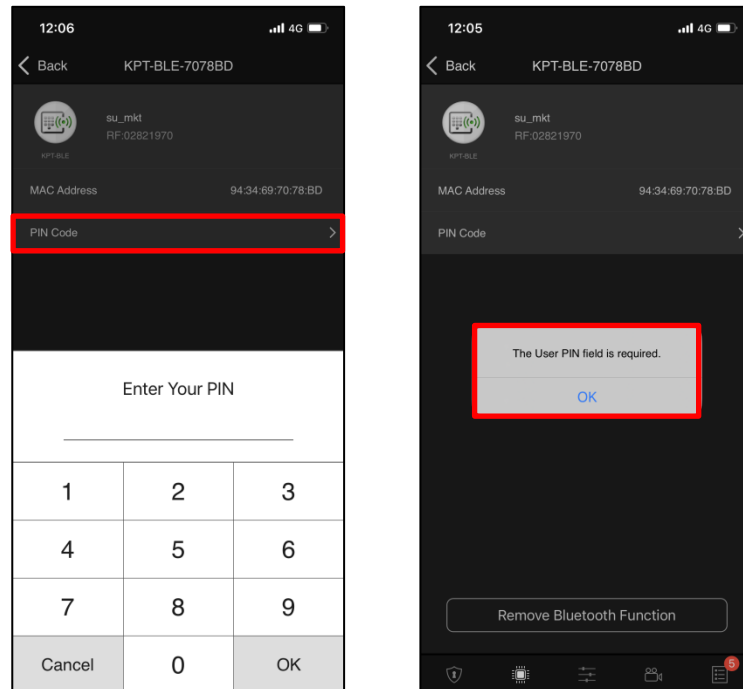 12:06
4G
Back
KPT-BLE-7078BD
su_mkt
RF:02821970
KPT-BLE
MAC Address 94:34:69:70:78:BD
PIN Code
Enter Your PIN
1 2 3
4 5 6
7 8 9
Cancel 0 OK
12:05
4G
Back
KPT-BLE-7078BD
su_mkt
RF:02821970
KPT-BLE
MAC Address 94:34:69:70:78:BD
PIN Code
The User PIN field is required.
OK
Remove Bluetooth Function
5